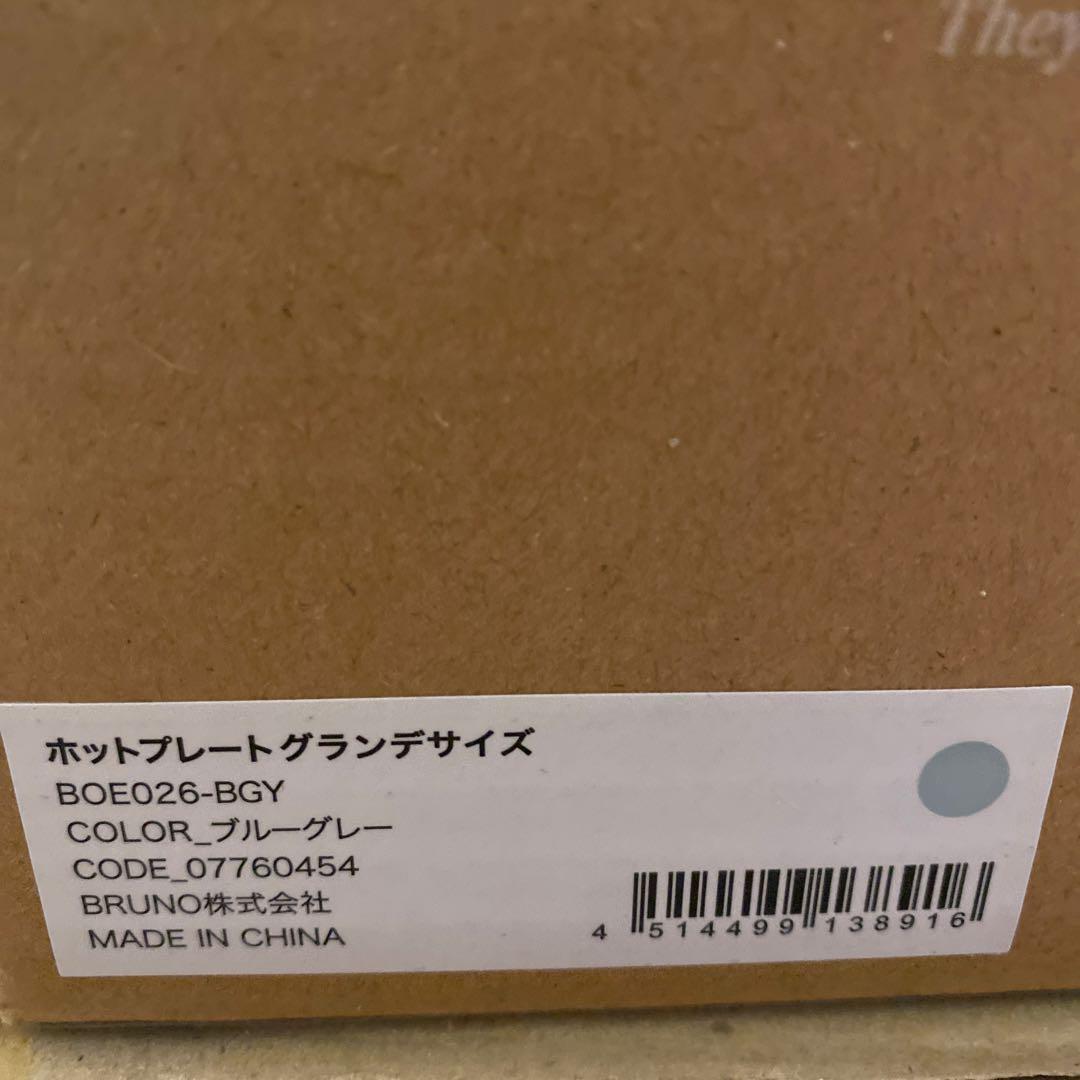 They
ホットプレートグランデサイズ
BOE026-BGY
COLOR_ブルーグレー
CODE_07760454
BRUNO株式会社
MADE IN CHINA
4 514499 138916